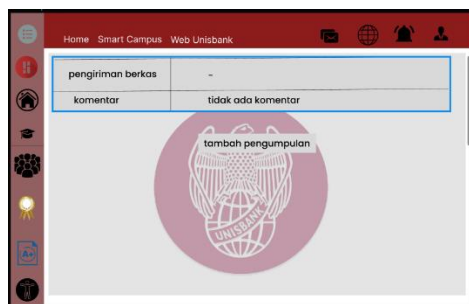 Home Smart Campus Web Unisbank
pengiriman berkas -
komentar tidak ada komentar
tambah pengumpulan
UNISBANK
A+